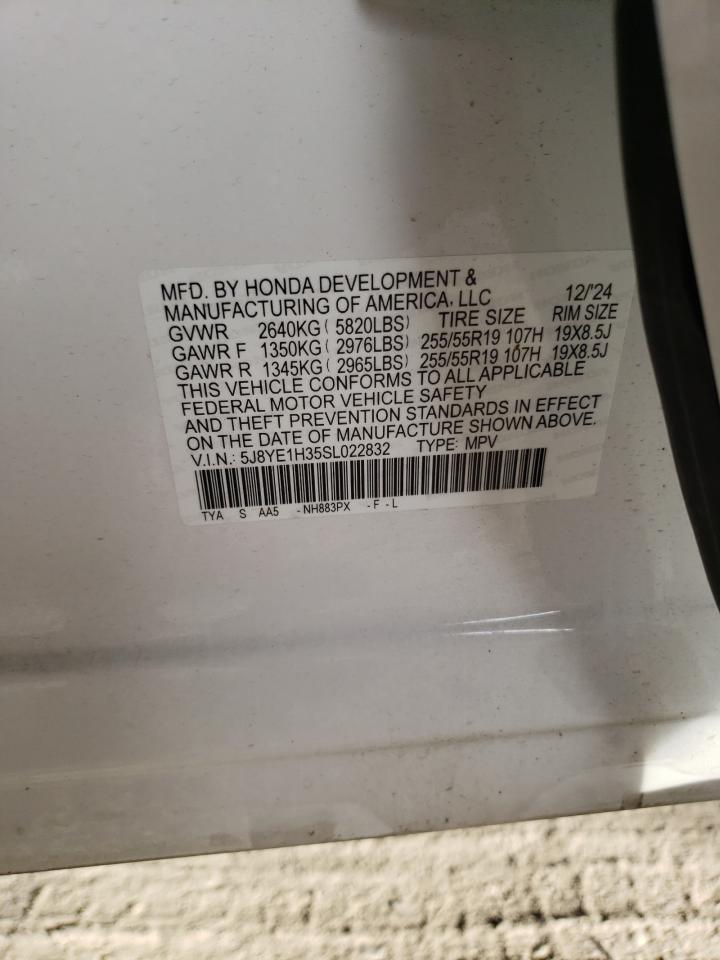 MFD. BY HONDA DEVELOPMENT &
MANUFACTURING OF AMERICA, LLC 12/'24
GVWR 2640KG ( 5820LBS) TIRE SIZE RIM SIZE
GAWR F 1350KG ( 2976LBS) 255/55R19 107H 19X8.5J
GAWR R 1345KG ( 2965LBS) 255/55R19 107H 19X8.5J
THIS VEHICLE CONFORMS TO ALL APPLICABLE
FEDERAL MOTOR VEHICLE SAFETY
AND THEFT PREVENTION STANDARDS IN EFFECT
ON THE DATE OF MANUFACTURE SHOWN ABOVE.
V.I.N.: 5J8YE1H35SL022832 TYPE: MPV
TYA S AA5 -NH883PX -F -L